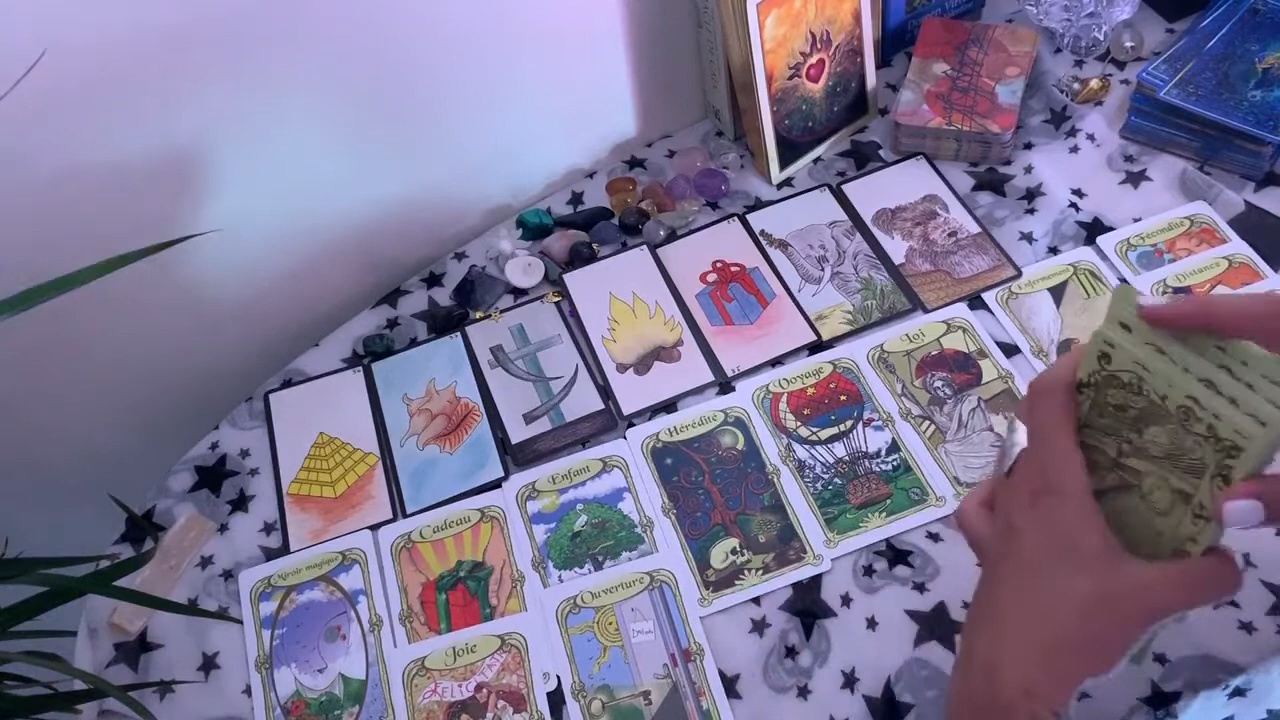 Fécondité
Distance
Enfermement
Loi
Voyage
Hérédité
Enfant
Cadeau
Miroir magique
Ouverture
Joie